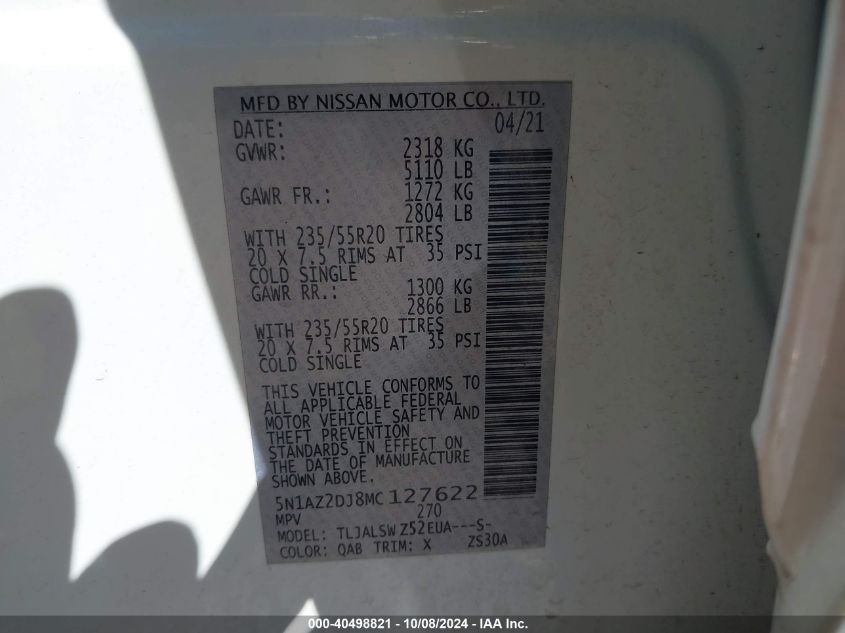 MFD BY NISSAN MOTOR CO., LTD.
DATE: 04/21
GVWR: 2318 KG
5110 LB
GAWR FR.: 1272 KG
2804 LB
WITH 235/55R20 TIRES
20 X 7.5 RIMS AT 35 PSI
COLD SINGLE
GAWR RR.: 1300 KG
2866 LB
WITH 235/55R20 TIRES
20 X 7.5 RIMS AT 35 PSI
COLD SINGLE
THIS VEHICLE CONFORMS TO
ALL APPLICABLE FEDERAL
MOTOR VEHICLE SAFETY AND
THEFT PREVENTION
STANDARDS IN EFFECT ON
THE DATE OF MANUFACTURE
SHOWN ABOVE.
5N1AZ2DJ8MC127622
MPV 270
MODEL: TLJALSWZ52EUA---S-
COLOR: QAB TRIM: X ZS30A
000-40498821 - 10/08/2024 - IAA Inc.